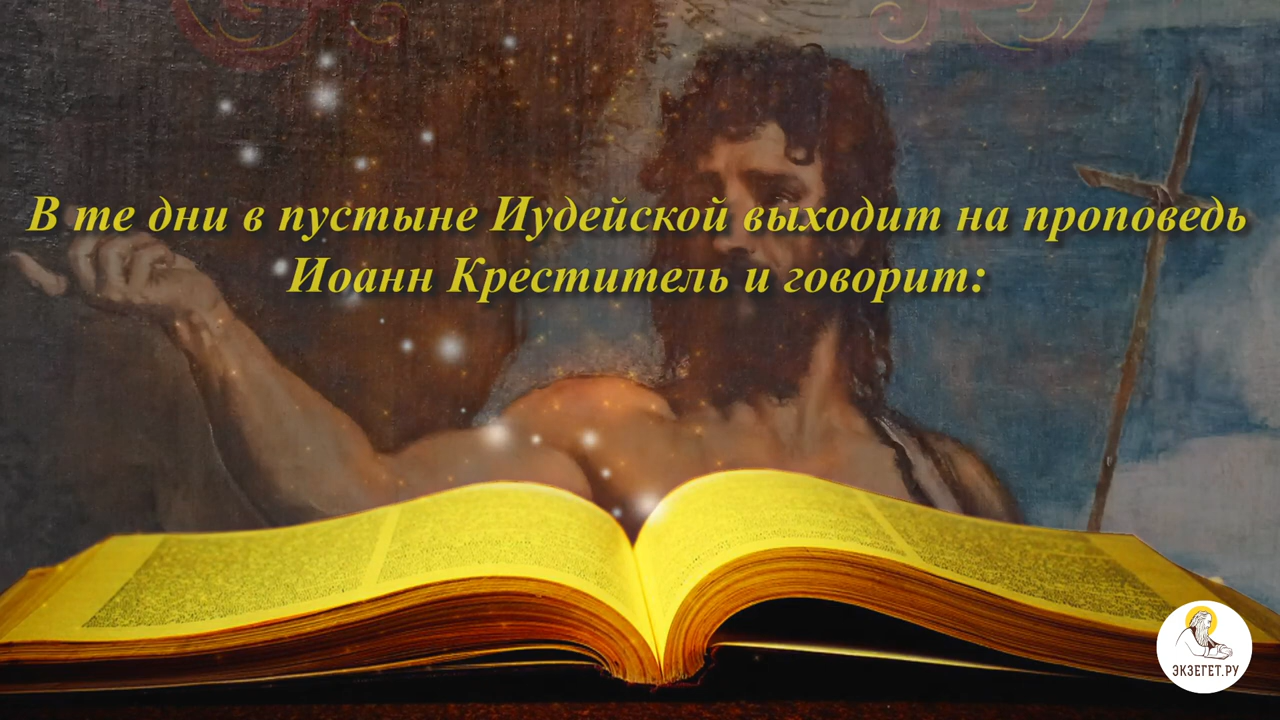 В те дни в пустыне Иудейской выходит на проповедь
Иоанн Креститель и говорит:
ЭКЗЕГЕТ.РУ